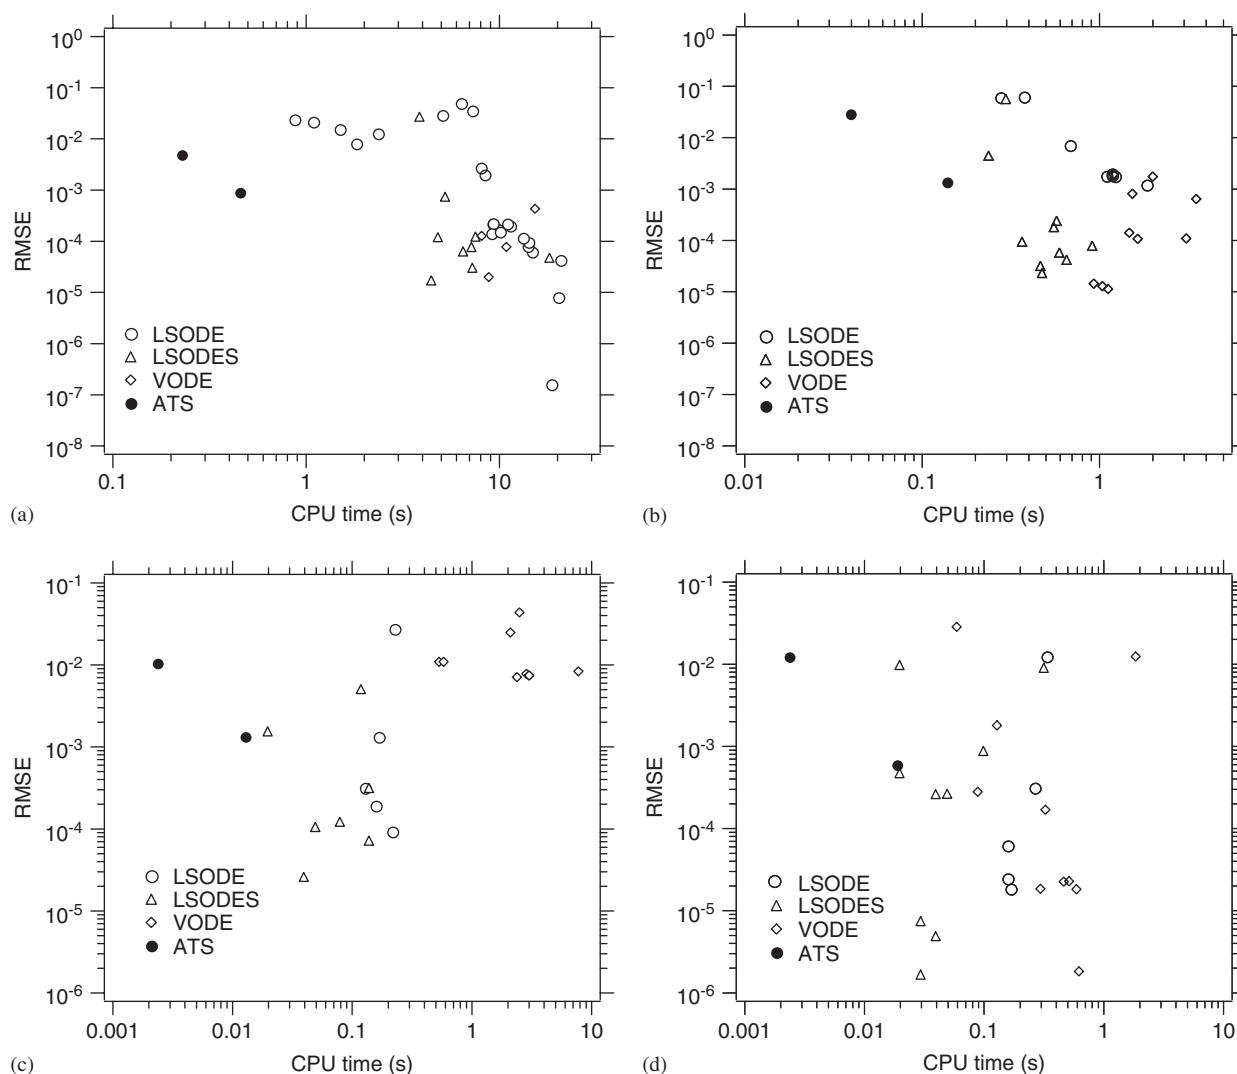 10⁰
10⁻¹
10⁻²
10⁻³
10⁻⁴
10⁻⁵
10⁻⁶
10⁻⁷
10⁻⁸
RMSE
LSODE
LSODES
VODE
ATS
0.1
1
10
CPU time (s)
(a)
10⁰
10⁻¹
10⁻²
10⁻³
10⁻⁴
10⁻⁵
10⁻⁶
10⁻⁷
10⁻⁸
RMSE
LSODE
LSODES
VODE
ATS
0.01
0.1
1
CPU time (s)
(b)
10⁻¹
10⁻²
10⁻³
10⁻⁴
10⁻⁵
10⁻⁶
RMSE
LSODE
LSODES
VODE
ATS
0.001
0.01
0.1
1
10
CPU time (s)
(c)
10⁻¹
10⁻²
10⁻³
10⁻⁴
10⁻⁵
10⁻⁶
RMSE
LSODE
LSODES
VODE
ATS
0.001
0.01
0.1
1
10
CPU time (s)
(d)